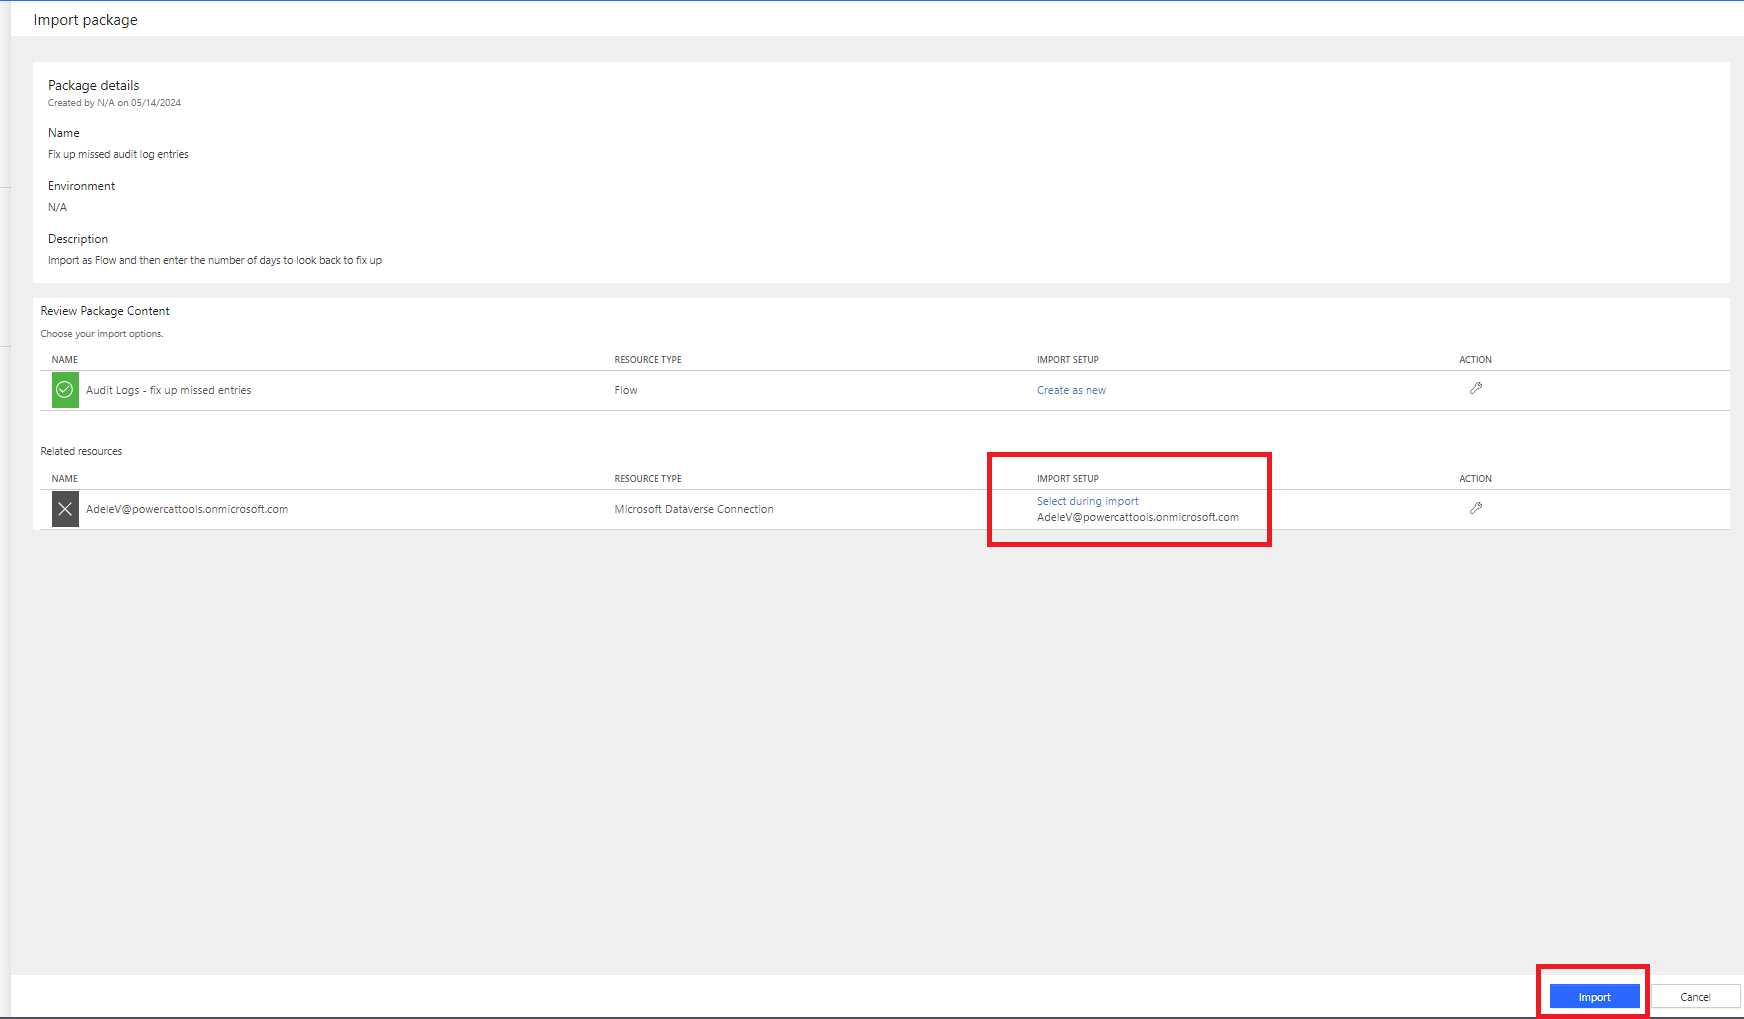 Import package
Package details
Created by N/A on 05/14/2024
Name
Fix up missed audit log entries
Environment
N/A
Description
Import as Flow and then enter the number of days to look back to fix up
Review Package Content
Choose your import options.
NAME RESOURCE TYPE IMPORT SETUP ACTION
Audit Logs - fix up missed entries Flow Create as new
Related resources
NAME RESOURCE TYPE IMPORT SETUP ACTION
AdeleV@powercattools.onmicrosoft.com Microsoft Dataverse Connection Select during import
AdeleV@powercattools.onmicrosoft.com
Import Cancel